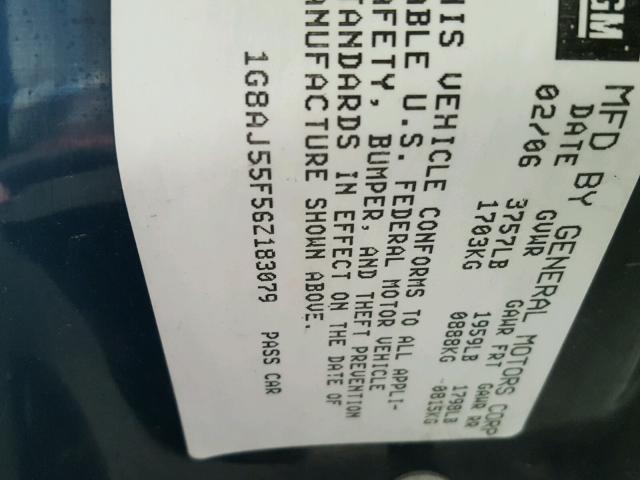 GM
MFD BY GENERAL MOTORS CORP
DATE GVWR GAWR FRT GAWR RR
02/06 3757LB 1959LB 1798LB
1703KG 0888KG 0815KG
HIS VEHICLE CONFORMS TO ALL APPLI-
ABLE U.S. FEDERAL MOTOR VEHICLE
AFETY, BUMPER, AND THEFT PREVENTION
TANDARDS IN EFFECT ON THE DATE OF
ANUFACTURE SHOWN ABOVE.
1G8AJ55F56Z183079 PASS CAR